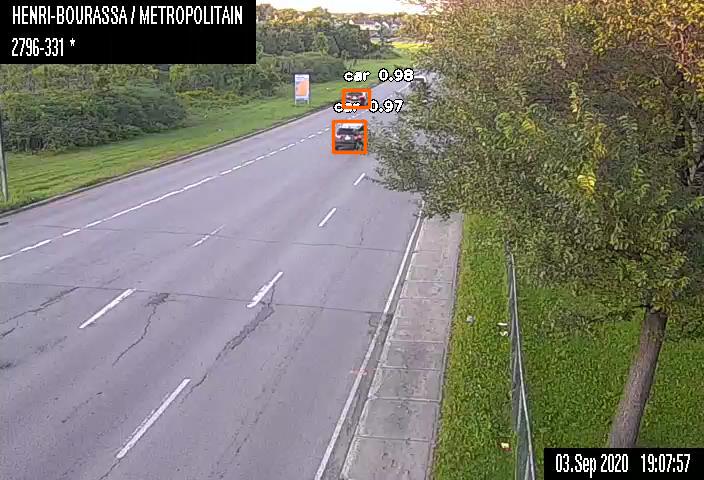 HENRI-BOURASSA / METROPOLITAIN
2796-331 *
car 0.98
car 0.97
03.Sep 2020 19:07:57